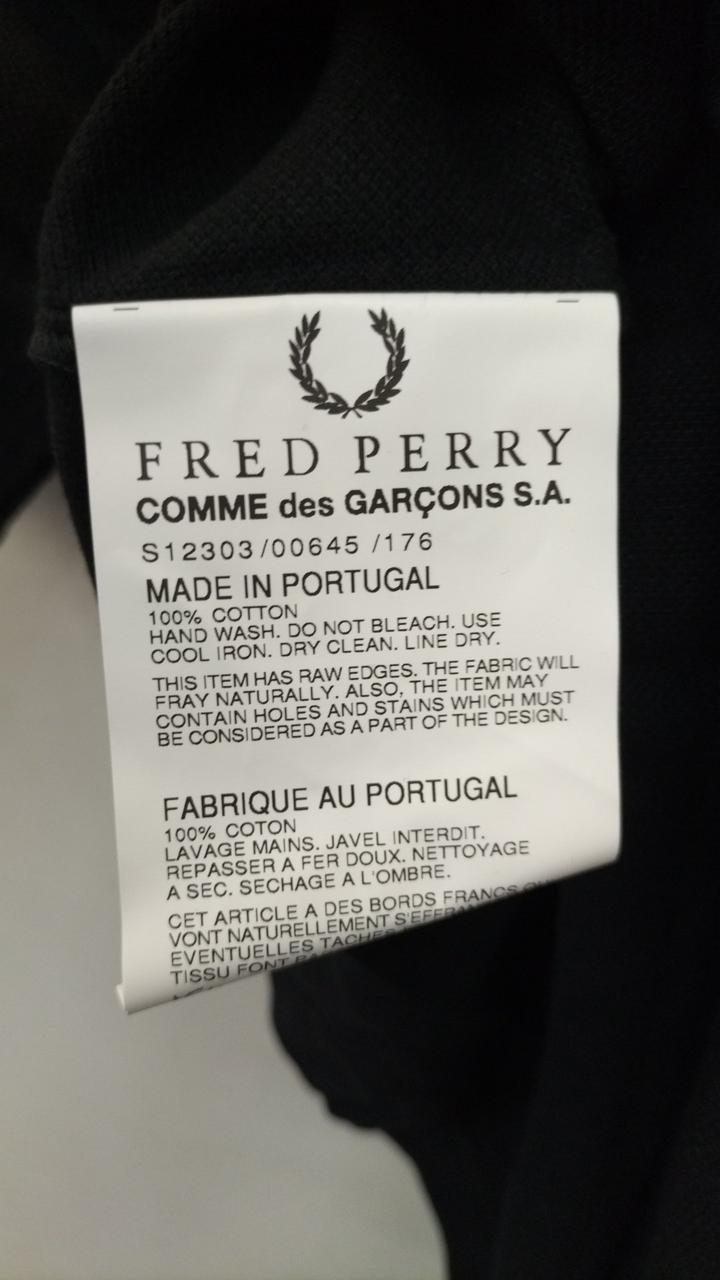 FRED PERRY
COMME des GARÇONS S.A.
S12303/00645 /176
MADE IN PORTUGAL
100% COTTON
HAND WASH. DO NOT BLEACH. USE
COOL IRON. DRY CLEAN. LINE DRY.
THIS ITEM HAS RAW EDGES. THE FABRIC WILL
FRAY NATURALLY. ALSO, THE ITEM MAY
CONTAIN HOLES AND STAINS WHICH MUST
BE CONSIDERED AS A PART OF THE DESIGN.
FABRIQUE AU PORTUGAL
100% COTON
LAVAGE MAINS. JAVEL INTERDIT.
REPASSER A FER DOUX. NETTOYAGE
A SEC. SECHAGE A L'OMBRE.
CET ARTICLE A DES BORDS FRANCS
VONT NATURELLEMENT
EVENTUELLES
TISSU FONT